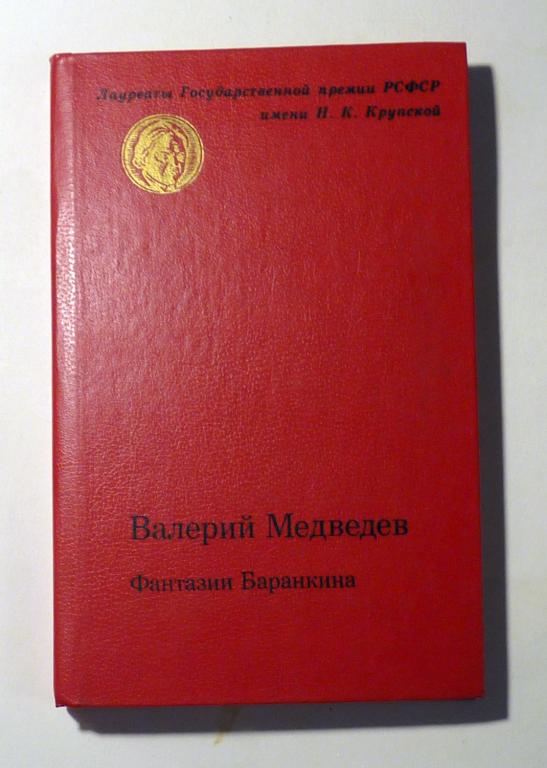 Лауреаты Государственной премии РСФСР
имени Н. К. Крупской
Валерий Медведев
Фантазии Баранкина